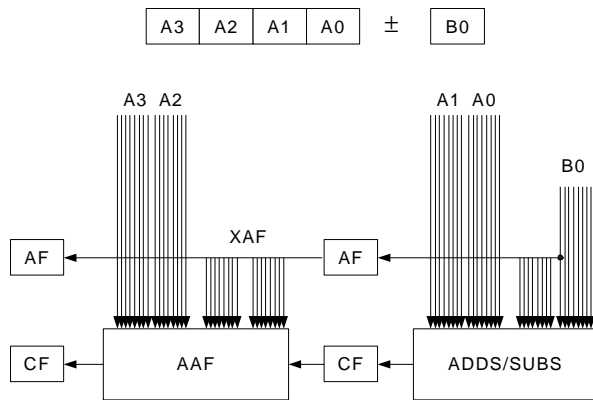 A3 A2 A1 A0 ± B0
A3 A2 A1 A0
B0
XAF
AF AF
CF AAF CF ADDS/SUBS